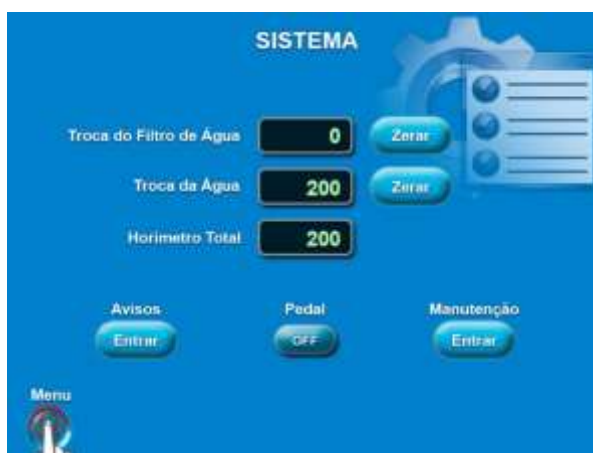 SISTEMA
Troca do Filtro de Água 0 Zerar
Troca da Água 200 Zerar
Horimetro Total 200
Avisos Pedal Manutenção
Entrar OFF Entrar
Menu